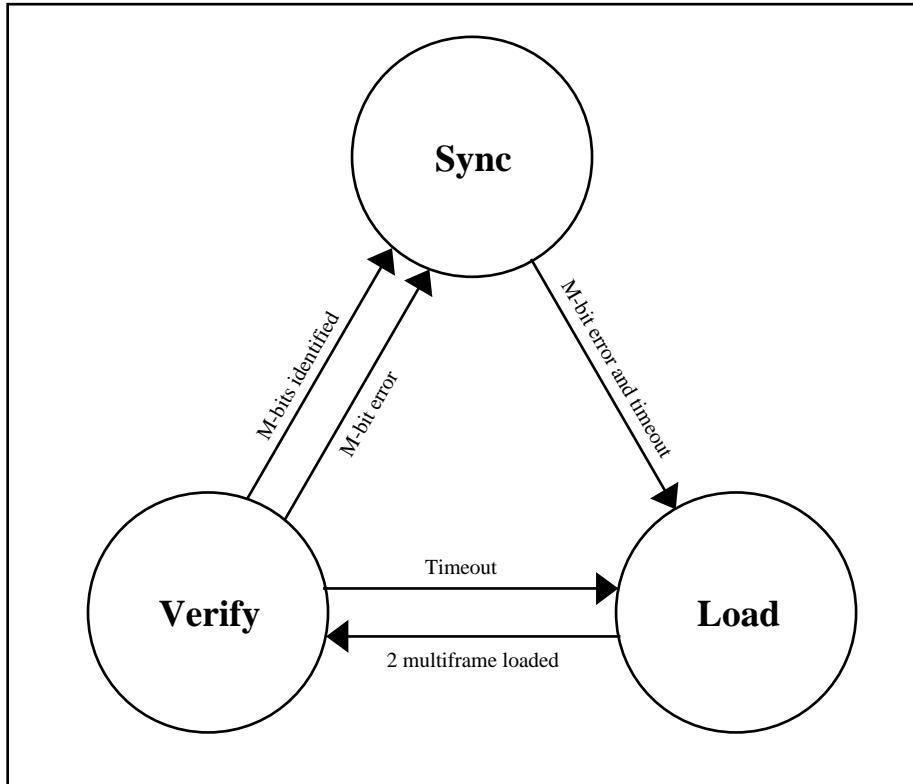 Sync
M-bits identified
M-bit error
M-bit error and timeout
Timeout
Verify
Load
2 multiframe loaded